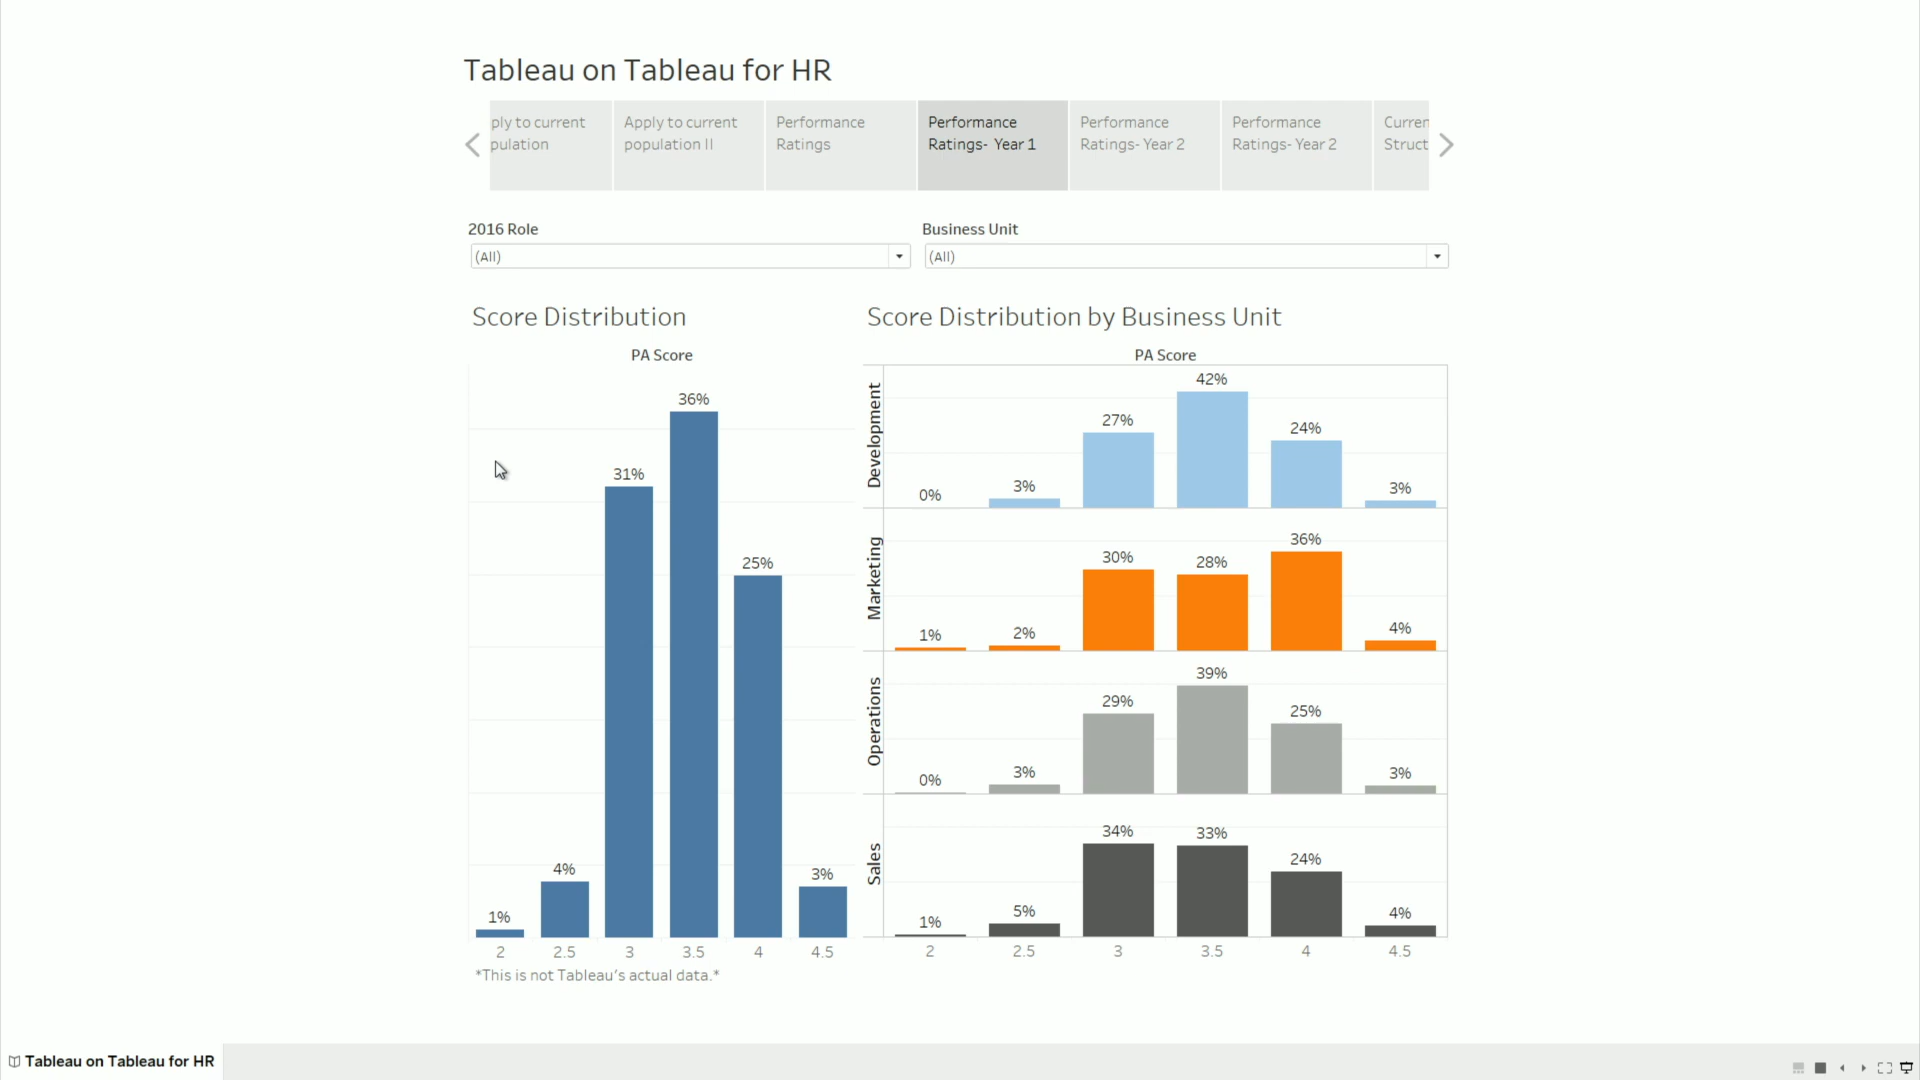 Tableau on Tableau for HR
ply to current
pulation
Apply to current
population II
Performance
Ratings
Performance
Ratings- Year 1
Performance
Ratings- Year 2
Performance
Ratings- Year 2
Curren
Struct
2016 Role
Business Unit
(All)
(All)
Score Distribution
Score Distribution by Business Unit
PA Score
1%
4%
31%
36%
25%
3%
2 2.5 3 3.5 4 4.5
*This is not Tableau's actual data.*
PA Score
Development
0% 3% 27% 42% 24% 3%
Marketing
1% 2% 30% 28% 36% 4%
Operations
0% 3% 29% 39% 25% 3%
Sales
1% 5% 34% 33% 24% 4%
2 2.5 3 3.5 4 4.5
Tableau on Tableau for HR